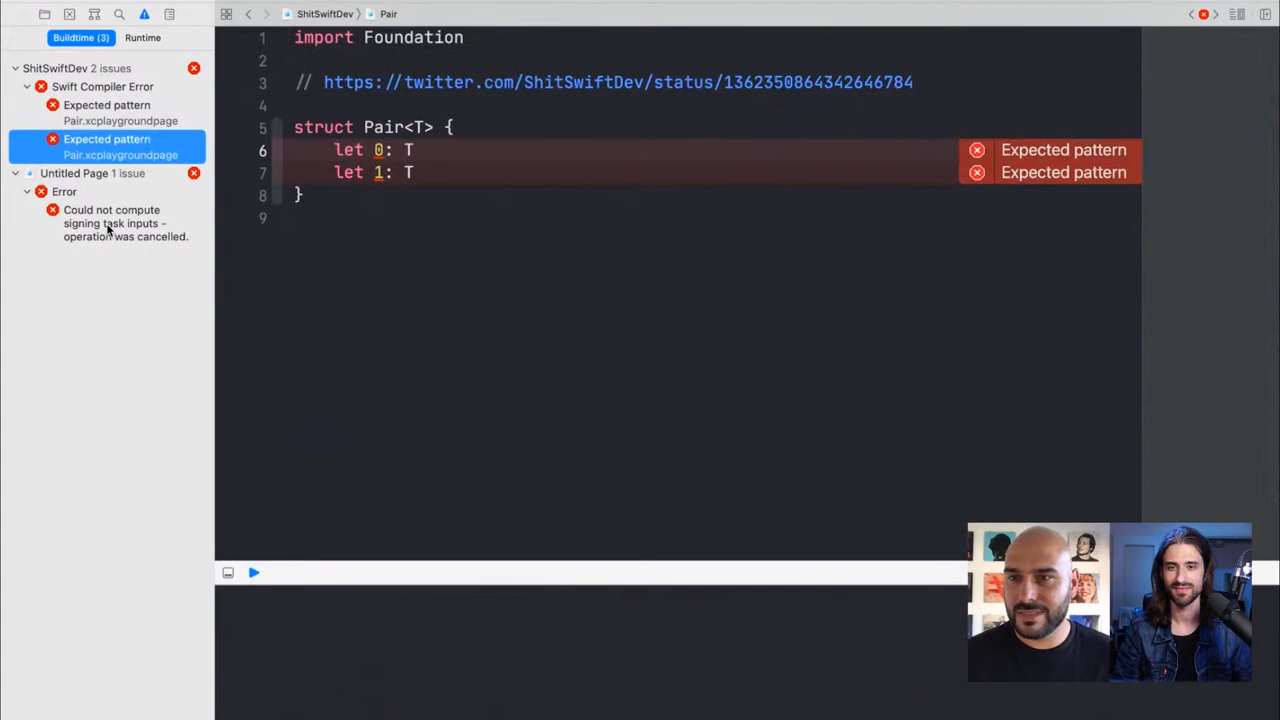 ShitSwiftDev
Pair
Buildtime (3)
Runtime
ShitSwiftDev 2 issues
Swift Compiler Error
Expected pattern
Pair.xcplaygroundpage
Expected pattern
Pair.xcplaygroundpage
Untitled Page 1 issue
Error
Could not compute
signing task inputs -
operation was cancelled.
1 import Foundation
2
3 // https://twitter.com/ShitSwiftDev/status/1362350864342646784
4
5 struct Pair<T> {
6 let 0: T Expected pattern
7 let 1: T Expected pattern
8 }
9